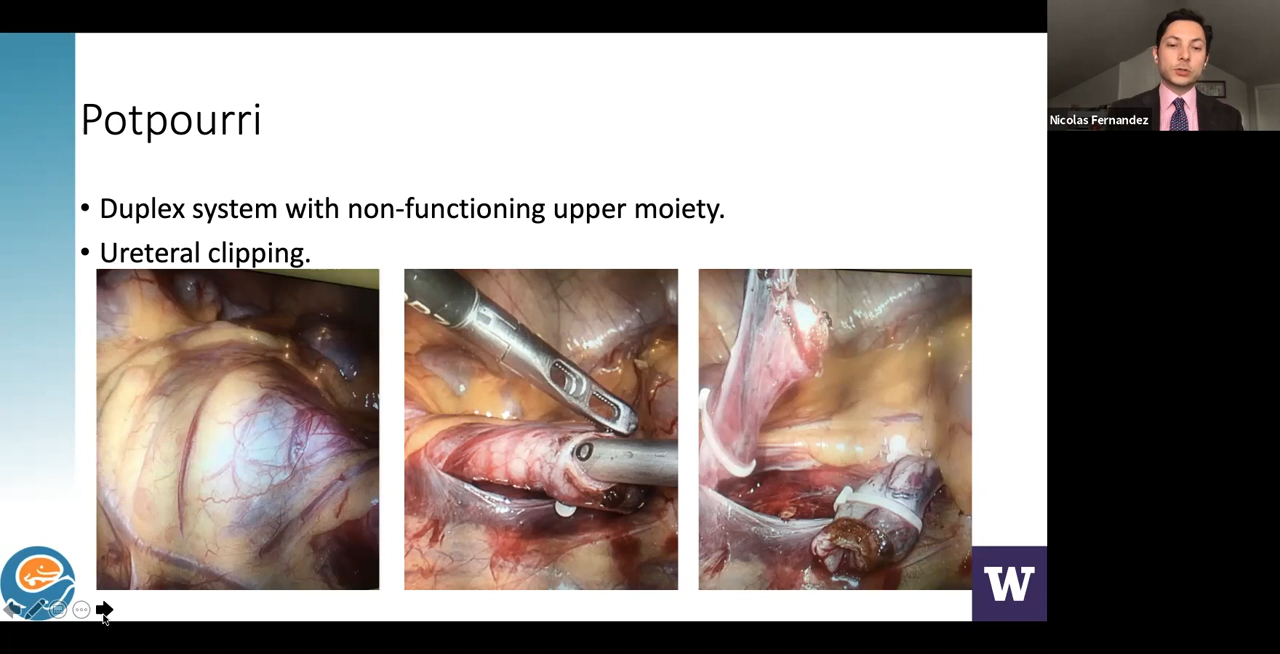 Potpourri
• Duplex system with non-functioning upper moiety.
• Ureteral clipping.
Nicolas Fernandez
W